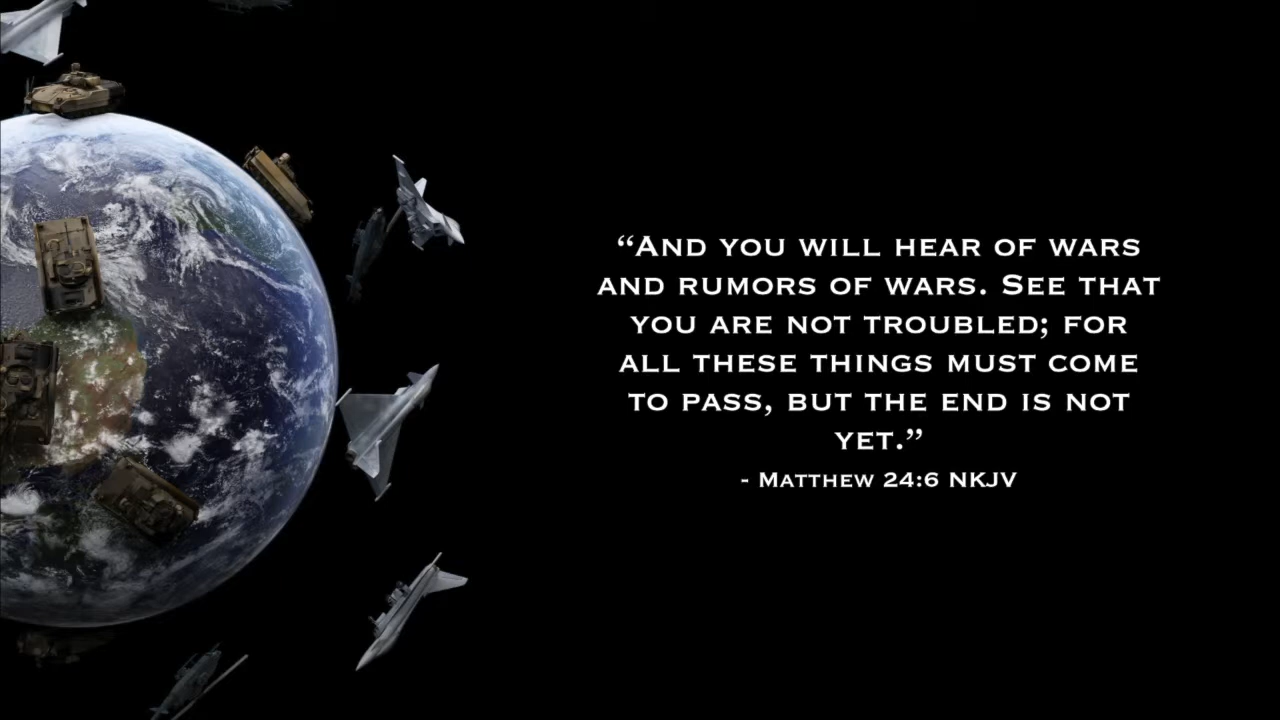 “And you will hear of wars
and rumors of wars. See that
you are not troubled; for
all these things must come
to pass, but the end is not
yet.”
- Matthew 24:6 NKJV